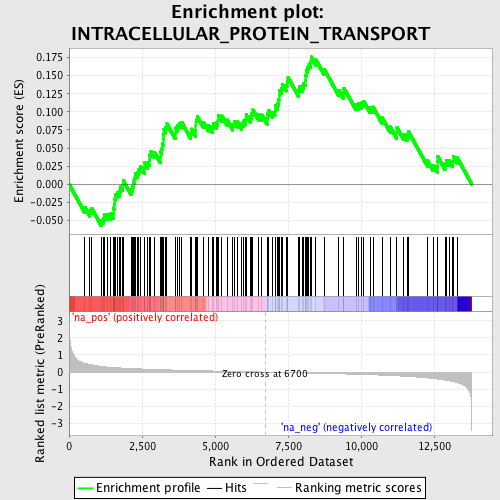 Enrichment plot:
INTRACELLULAR_PROTEIN_TRANSPORT
Enrichment score (ES)
0.175
0.150
0.125
0.100
0.075
0.050
0.025
0.000
-0.025
-0.050
'na_pos' (positively correlated)
Ranked list metric (PreRanked)
3
2
1
0
-1
-2
-3
Zero cross at 6700
'na_neg' (negatively correlated)
0
2,500
5,000
7,500
10,000
12,500
Rank in Ordered Dataset
Enrichment profile
Hits
Ranking metric scores